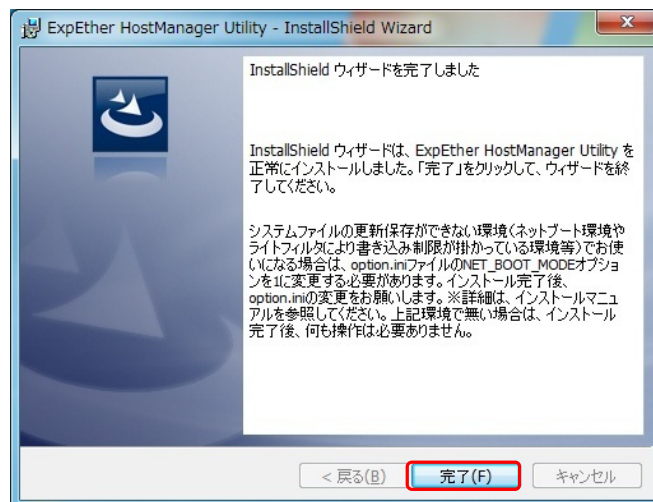 ExpEther HostManager Utility - InstallShield Wizard
InstallShield ウィザードを完了しました
InstallShield ウィザードは、ExpEther HostManager Utility を
正常にインストールしました。「完了」をクリックして、ウィザードを終
了してください。
システムファイルの更新保存ができない環境(ネットブート環境や
ライトフィルタにより書き込み制限が掛かっている環境等)でお使
いになる場合は、option.iniファイルのNET_BOOT_MODEオプショ
ンを1に変更する必要があります。インストール完了後、
option.iniの変更をお願いします。※詳細は、インストールマニュ
アルを参照してください。上記環境で無い場合は、インストール
完了後、何も操作は必要ありません。
< 戻る(B) 完了(F) キャンセル